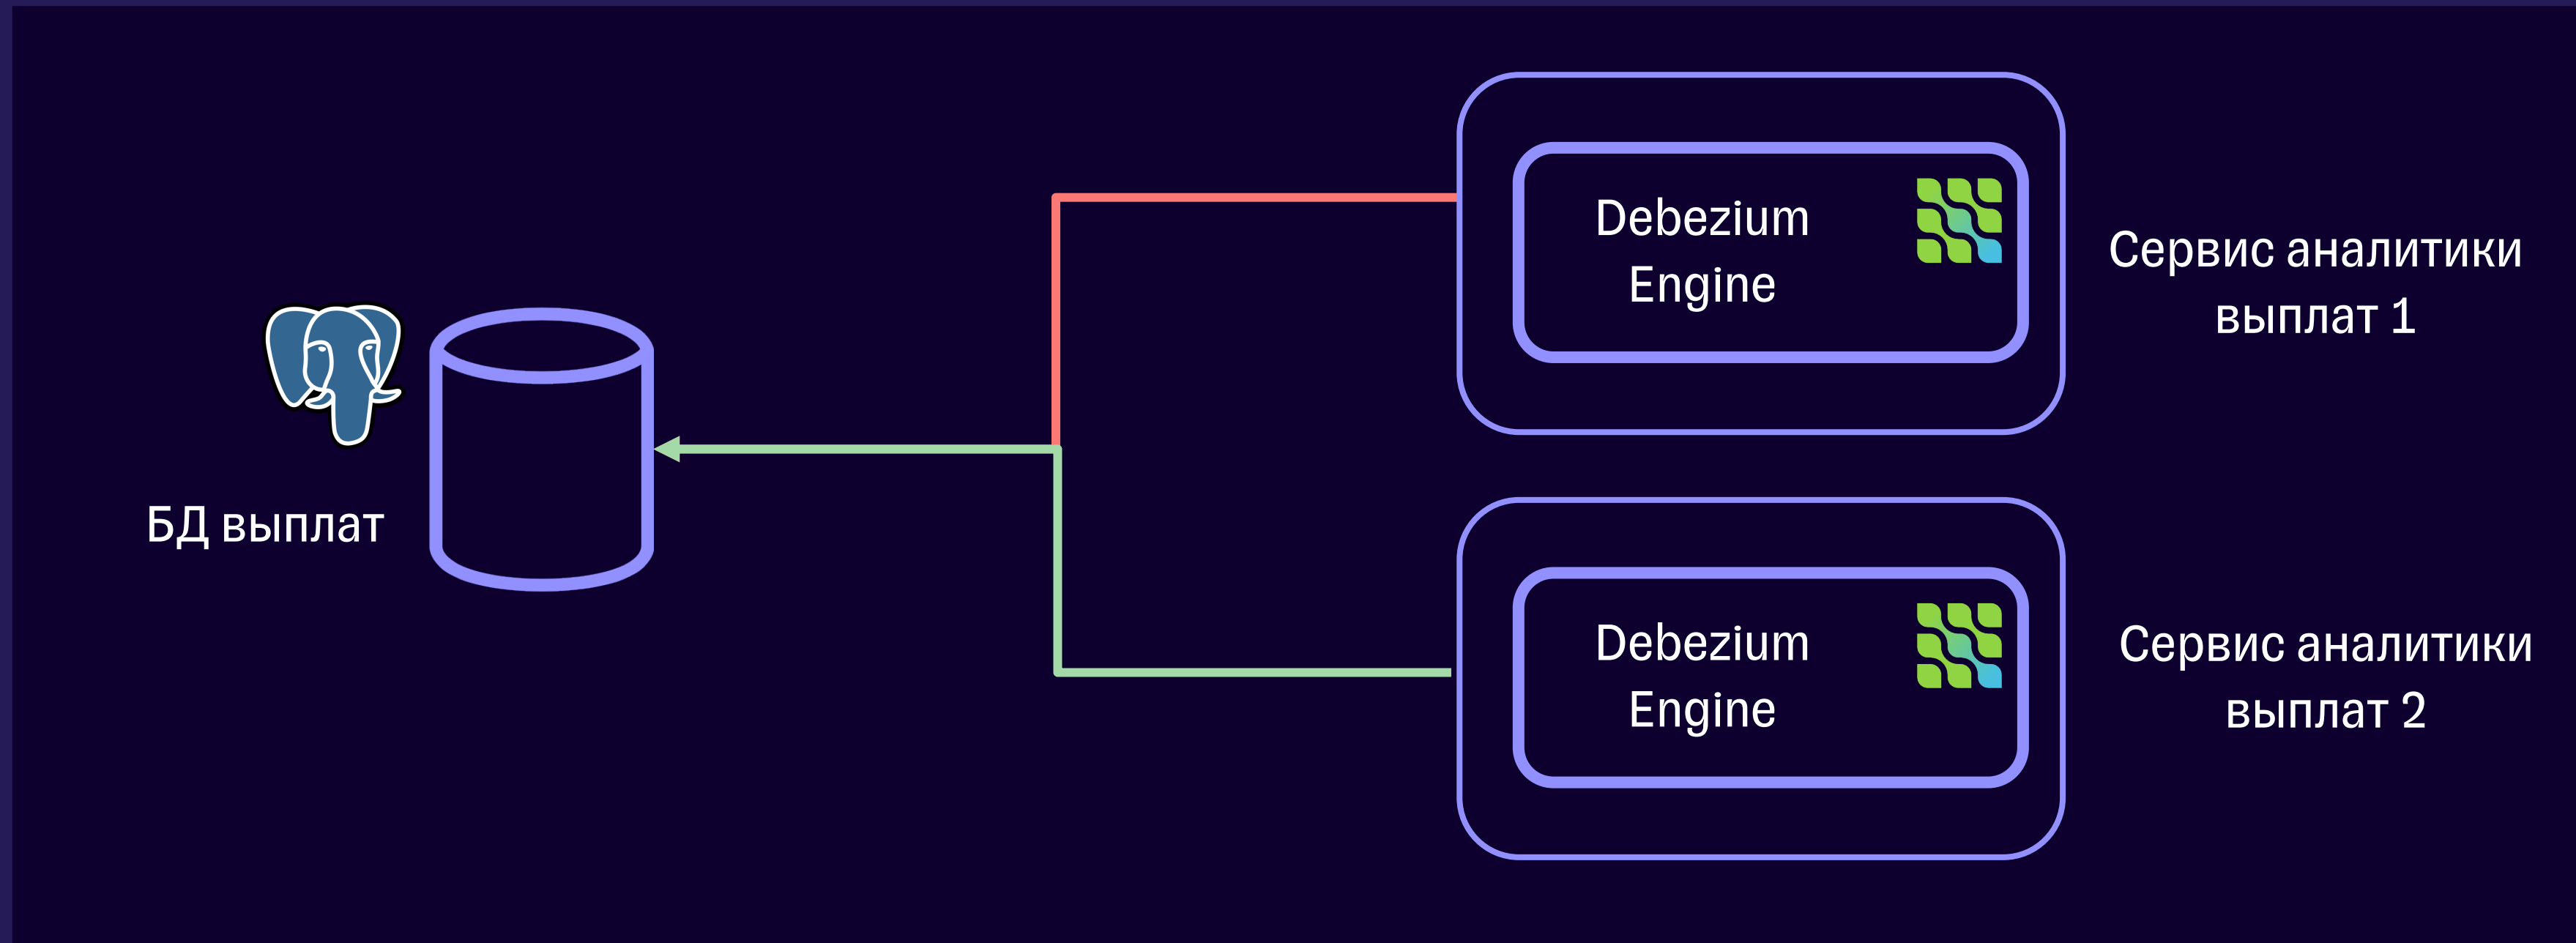 БД выплат
Debezium
Engine
Сервис аналитики
выплат 1
Debezium
Engine
Сервис аналитики
выплат 2